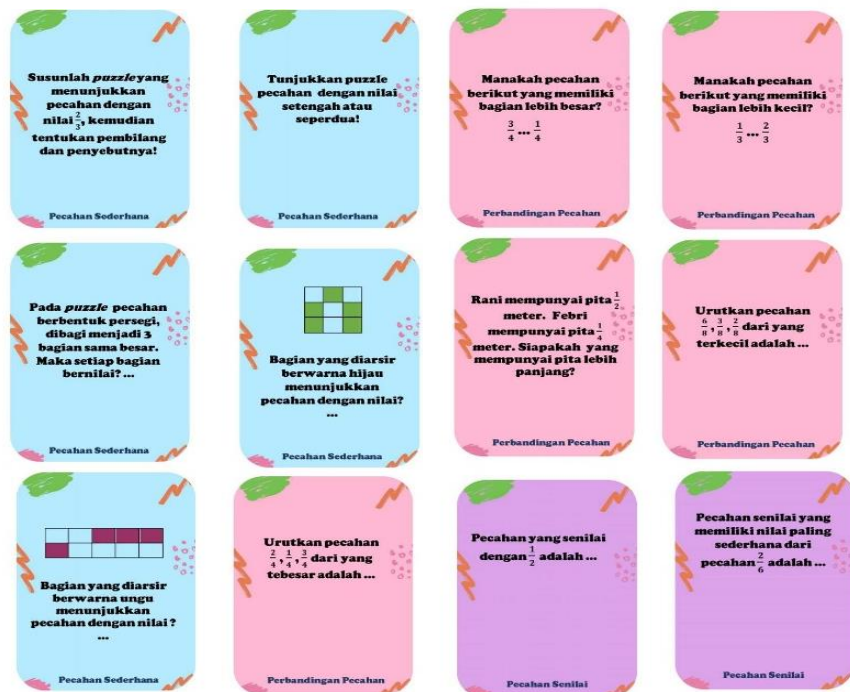 Susunlah puzzle yang
menunjukkan
pecahan dengan
nilai 2/3, kemudian
tentukan pembilang
dan penyebutnya!
Pecahan Sederhana
Tunjukkan puzzle
pecahan dengan nilai
setengah atau
seperdua!
Pecahan Sederhana
Manakah pecahan
berikut yang memiliki
bagian lebih besar?
3/4 ... 1/4
Perbandingan Pecahan
Manakah pecahan
berikut yang memiliki
bagian lebih kecil?
1/3 ... 2/3
Perbandingan Pecahan
Pada puzzle pecahan
berbentuk persegi,
dibagi menjadi 3
bagian sama besar.
Maka setiap bagian
bernilai? ...
Pecahan Sederhana
Bagian yang diarsir
berwarna hijau
menunjukkan
pecahan dengan nilai?
...
Pecahan Sederhana
Rani mempunyai pita 1/2
meter. Febri
mempunyai pita 1/4
meter. Siapakah yang
mempunyai pita lebih
panjang?
Perbandingan Pecahan
Urutkan pecahan
6/8, 3/8, 2/8 dari yang
terkecil adalah ...
Perbandingan Pecahan
Bagian yang diarsir
berwarna ungu
menunjukkan
pecahan dengan nilai ?
...
Pecahan Sederhana
Urutkan pecahan
2/4, 1/4, 3/4 dari yang
tebesar adalah ...
Perbandingan Pecahan
Pecahan yang senilai
dengan 1/2 adalah ...
Pecahan Senilai
Pecahan senilai yang
memiliki nilai paling
sederhana dari
pecahan 2/6 adalah ...
Pecahan Senilai